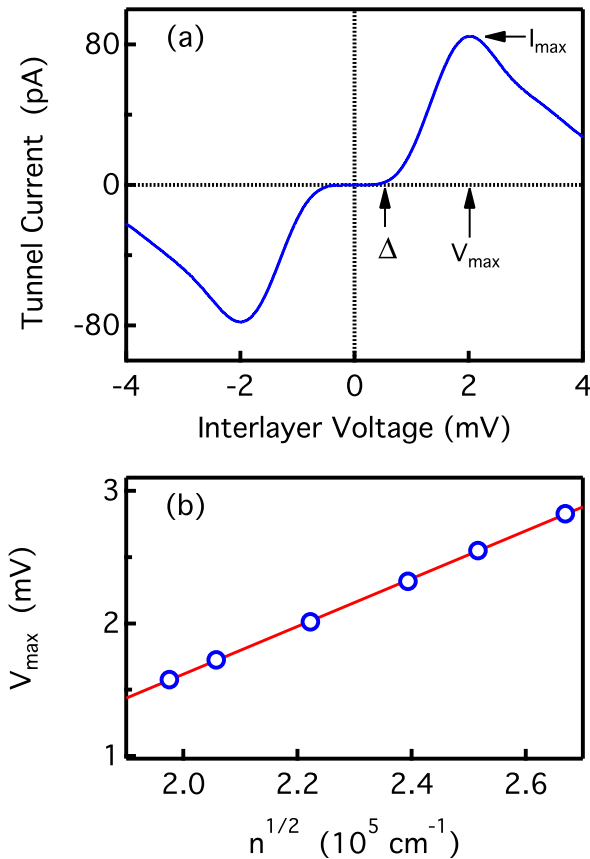 (a)
I_max
80
0
-80
Tunnel Current (pA)
Δ
V_max
-4
-2
0
2
4
Interlayer Voltage (mV)
(b)
3
2
1
V_max (mV)
2.0
2.2
2.4
2.6
n^1/2 (10^5 cm^-1)